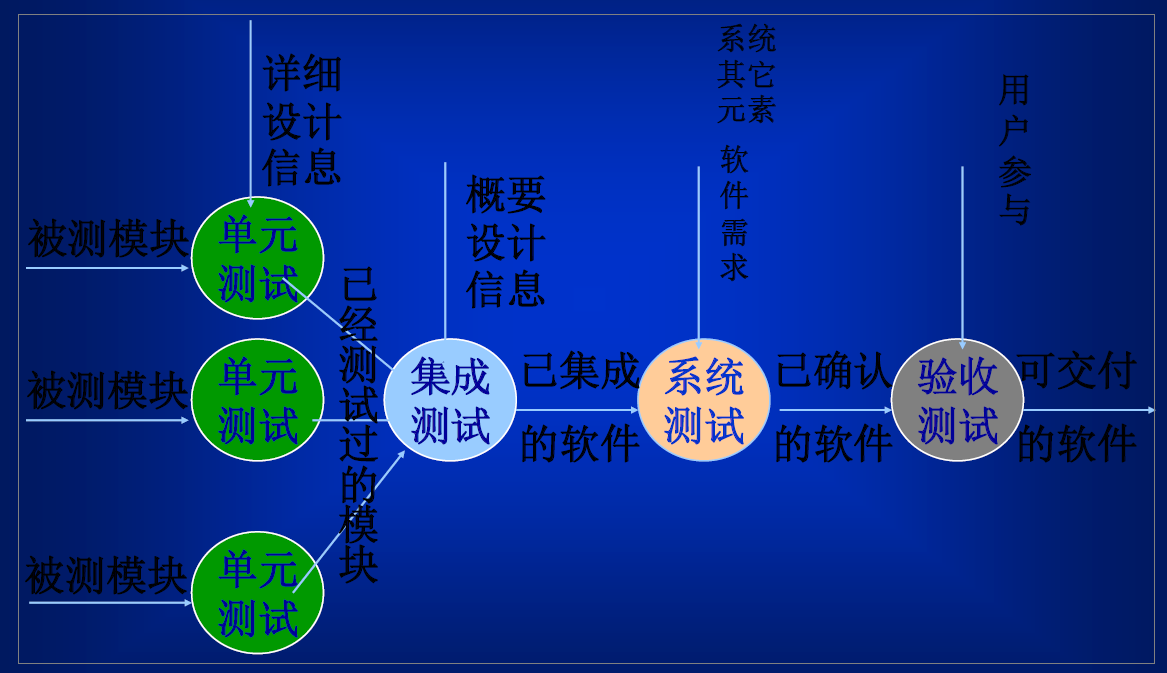 详细
设计
信息
被测模块
单元
测试
被测模块
单元
测试
被测模块
单元
测试
已经测试过的模块
概要
设计
信息
集成
测试
已集成
的软件
系统
其它
元素
软件需求
系统
测试
已确认
的软件
用户参与
验收
测试
可交付
的软件